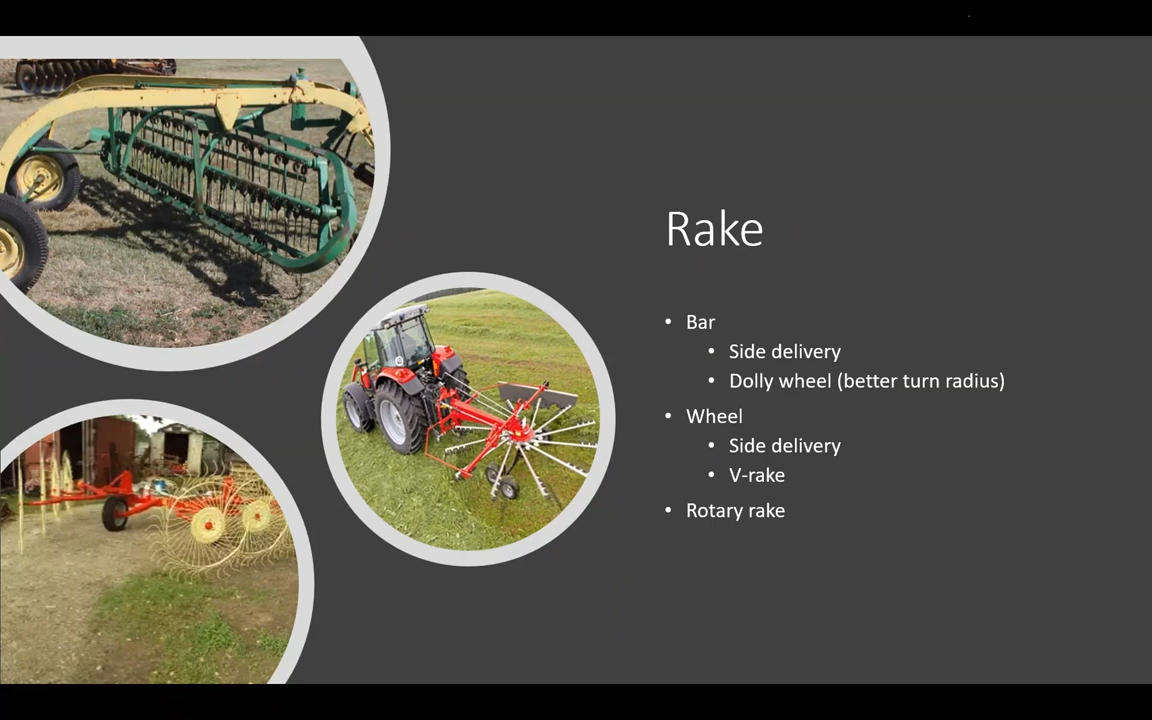 Rake
• Bar
• Side delivery
• Dolly wheel (better turn radius)
• Wheel
• Side delivery
• V-rake
• Rotary rake